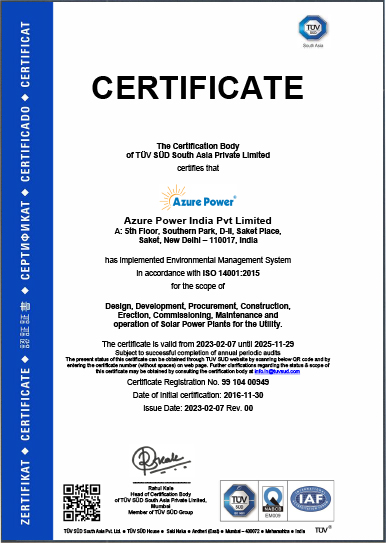 TÜV
SÜD
South Asia
CERTIFICATE
The Certification Body
of TÜV SÜD South Asia Private Limited
certifies that
Azure Power
Azure Power India Pvt Limited
A: 5th Floor, Southern Park, D-II, Saket Place,
Saket, New Delhi – 110017, India
has implemented Environmental Management System
in accordance with ISO 14001:2015
for the scope of
Design, Development, Procurement, Construction,
Erection, Commissioning, Maintenance and
operation of Solar Power Plants for the Utility.
The certificate is valid from 2023-02-07 until 2025-11-29
Subject to successful completion of annual periodic audits
The present status of this certificate can be obtained through TUV SUD website by scanning below QR code and by
entering the certificate number (without spaces) on web page. Further clarifications regarding the status & scope of
this certificate may be obtained by consulting the certification body at info.in@tuvsud.com
Certificate Registration No. 99 104 00949
Date of Initial certification: 2016-11-30
Issue Date: 2023-02-07 Rev. 00
Rahul Kale
Head of Certification Body
of TÜV SÜD South Asia Private Limited,
Mumbai
Member of TÜV SÜD Group
TÜV
SÜD
NABCB
EM009
IAF
TÜV SÜD South Asia Pvt. Ltd. ● TÜV SÜD House ● Saki Naka ● Andheri (East) ● Mumbai – 400072 ● Maharashtra ● India TÜV®
ZERTIFIKAT ◆ CERTIFICATE ◆ 認証証書 ◆ СЕРТИФИКАТ ◆ CERTIFICADO ◆ CERTIFICAT